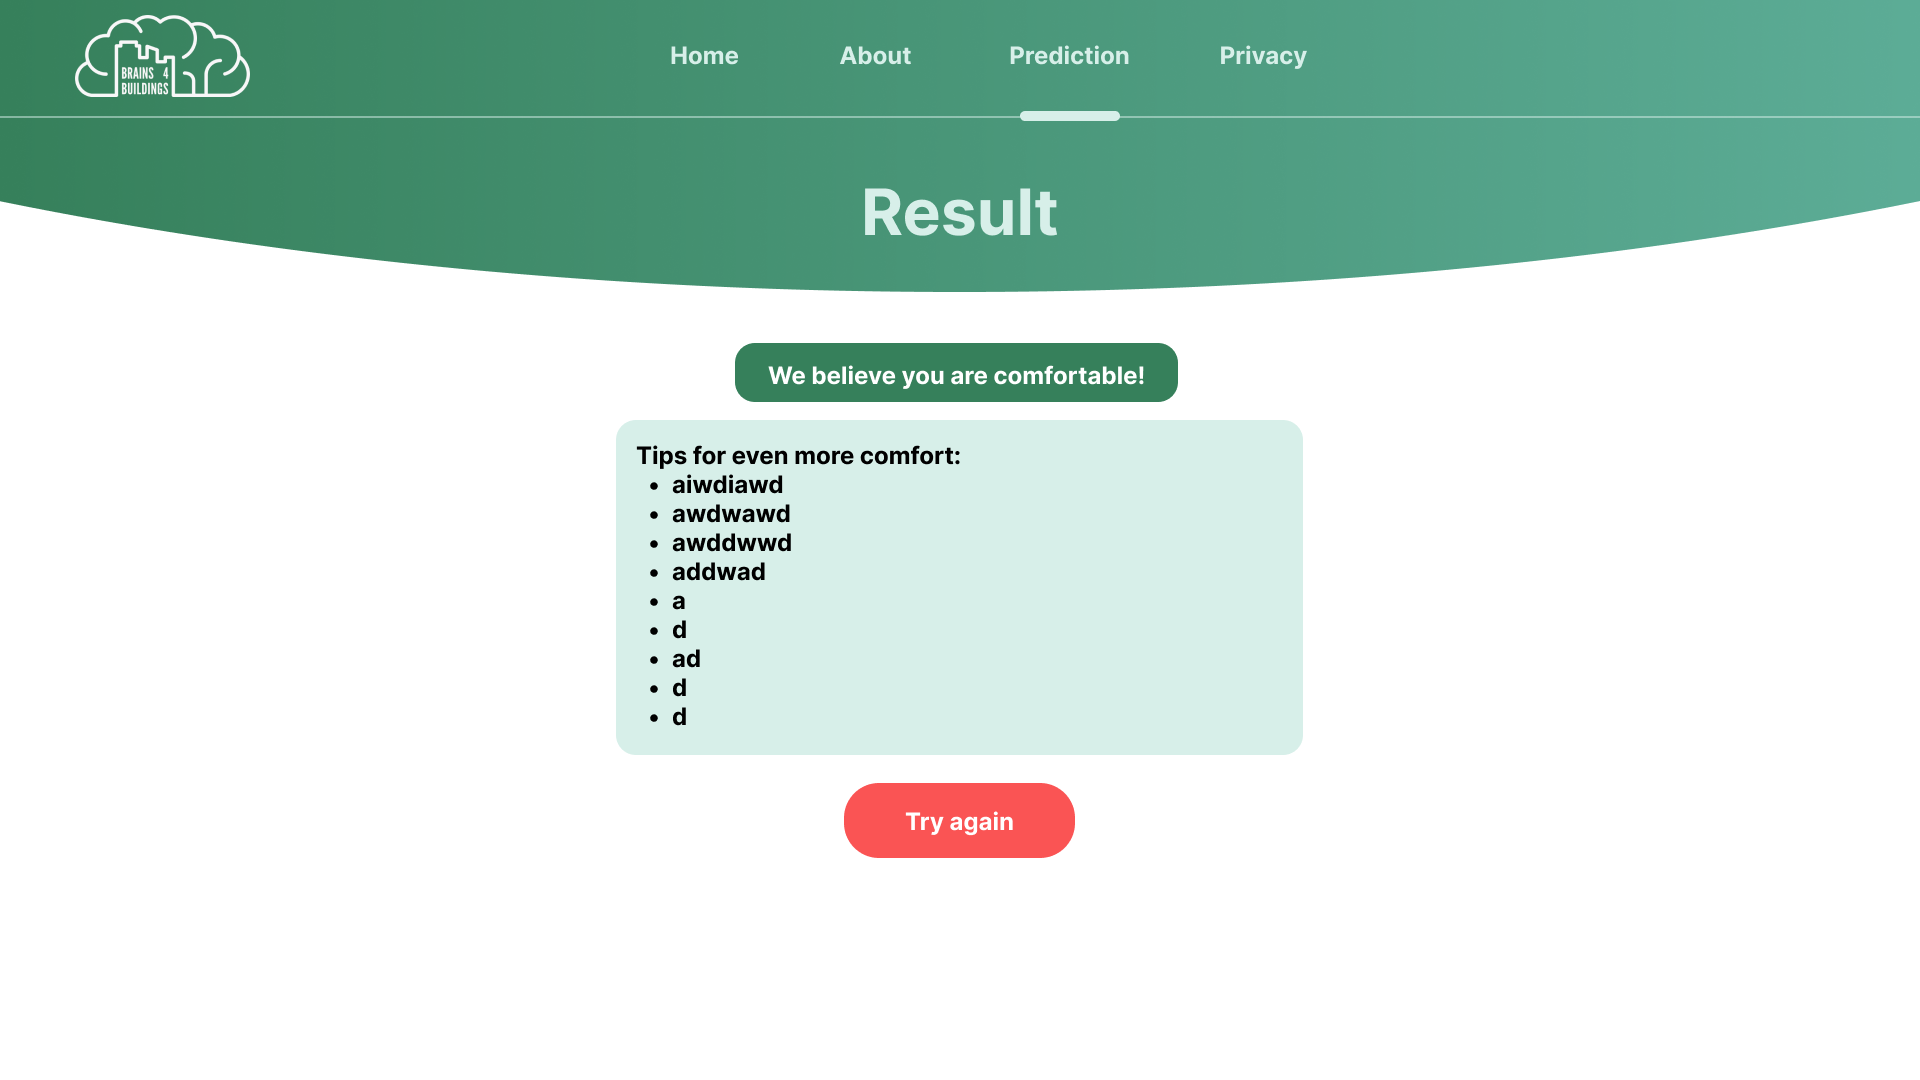 BRAINS 4
BUILDINGS
Home About Prediction Privacy
Result
We believe you are comfortable!
Tips for even more comfort:
• aiwdiawd
• awdwawd
• awddwwd
• addwad
• a
• d
• ad
• d
• d
Try again